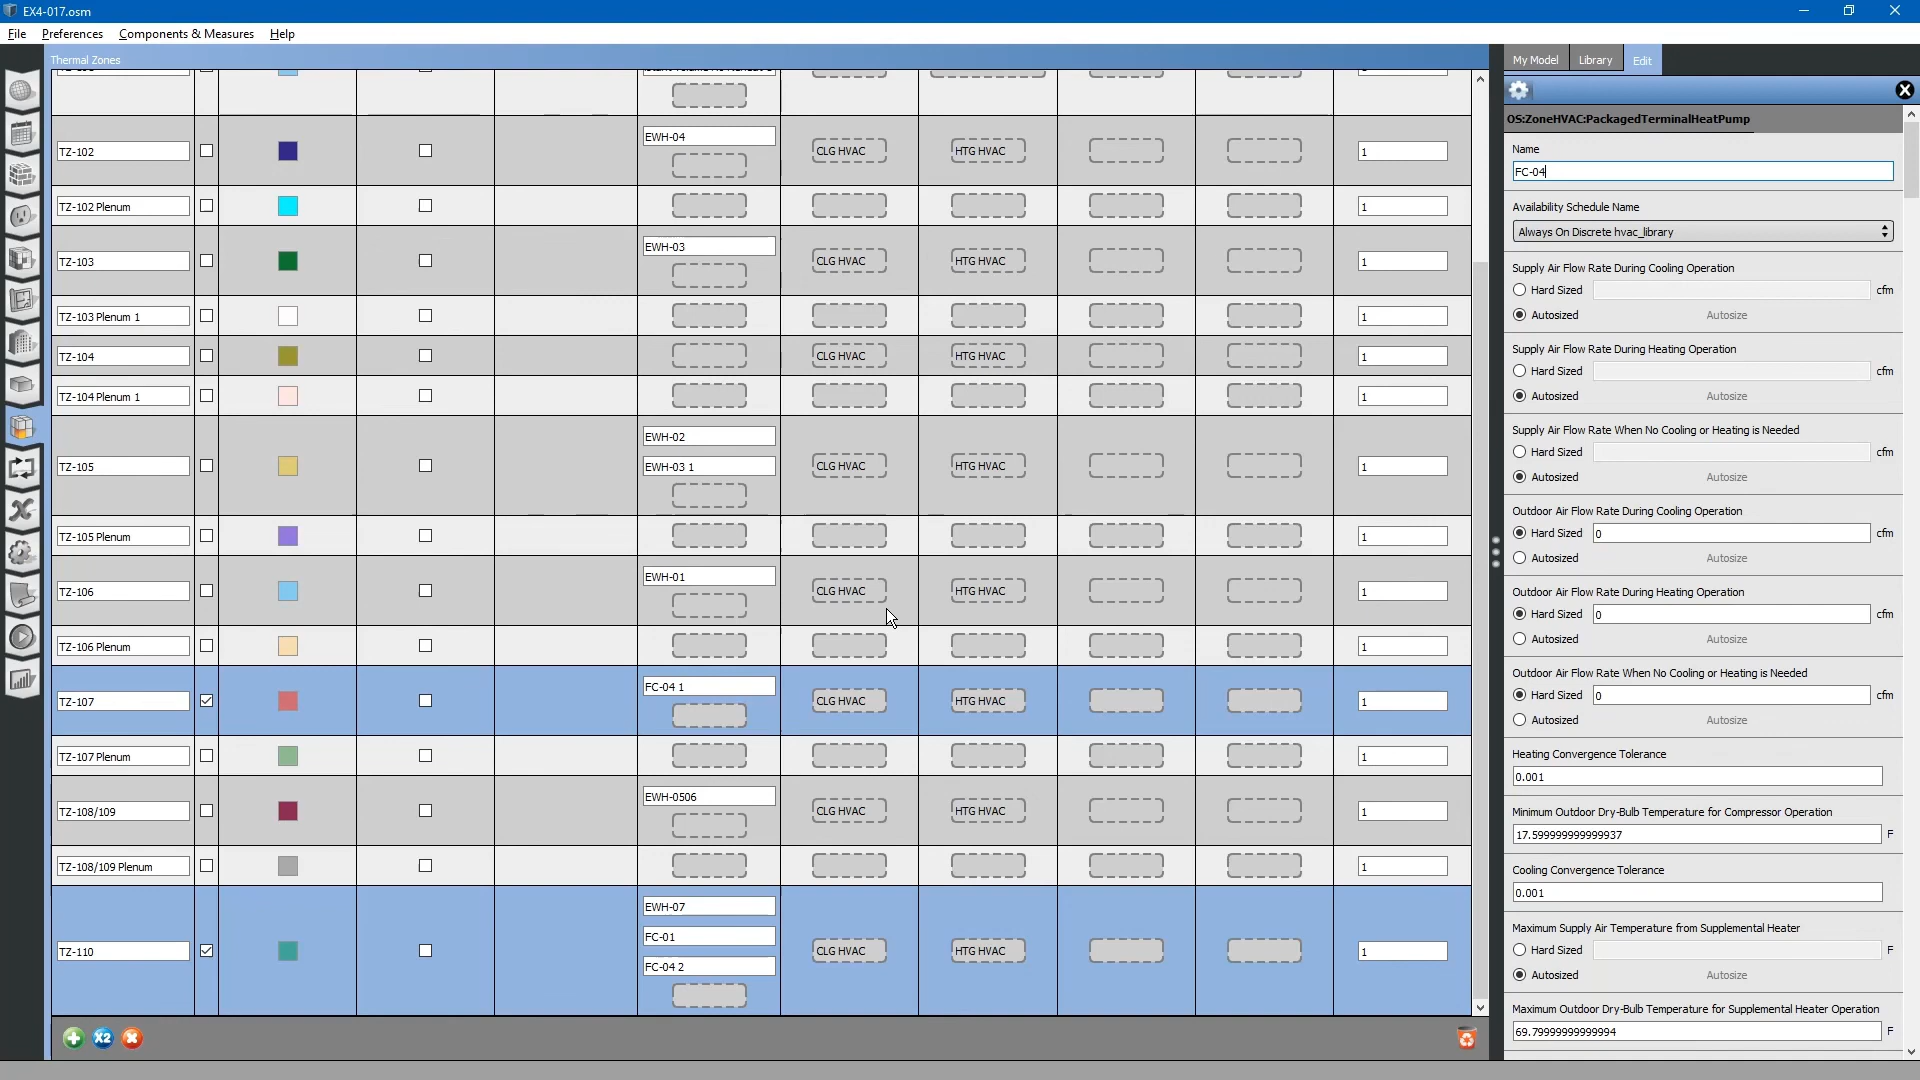 EX4-017.osm
File Preferences Components & Measures Help
Thermal Zones
My Model Library Edit
OS:ZoneHVAC:PackagedTerminalHeatPump
Name
FC-04
Availability Schedule Name
Always On Discrete hvac_library
Supply Air Flow Rate During Cooling Operation
Hard Sized cfm
Autosized Autosize
Supply Air Flow Rate During Heating Operation
Hard Sized cfm
Autosized Autosize
Supply Air Flow Rate When No Cooling or Heating is Needed
Hard Sized cfm
Autosized Autosize
Outdoor Air Flow Rate During Cooling Operation
Hard Sized 0 cfm
Autosized Autosize
Outdoor Air Flow Rate During Heating Operation
Hard Sized 0 cfm
Autosized Autosize
Outdoor Air Flow Rate When No Cooling or Heating is Needed
Hard Sized 0 cfm
Autosized Autosize
Heating Convergence Tolerance
0.001
Minimum Outdoor Dry-Bulb Temperature for Compressor Operation
17.599999999999937 F
Cooling Convergence Tolerance
0.001
Maximum Supply Air Temperature from Supplemental Heater
Hard Sized F
Autosized Autosize
Maximum Outdoor Dry-Bulb Temperature for Supplemental Heater Operation
69.79999999999994 F
EWH-04
TZ-102 CLG HVAC HTG HVAC 1
TZ-102 Plenum 1
EWH-03
TZ-103 CLG HVAC HTG HVAC 1
TZ-103 Plenum 1 1
TZ-104 CLG HVAC HTG HVAC 1
TZ-104 Plenum 1 1
EWH-02
TZ-105 EWH-03 1 CLG HVAC HTG HVAC 1
TZ-105 Plenum 1
EWH-01
TZ-106 CLG HVAC HTG HVAC 1
TZ-106 Plenum 1
FC-04 1
TZ-107 CLG HVAC HTG HVAC 1
TZ-107 Plenum 1
EWH-0506
TZ-108/109 CLG HVAC HTG HVAC 1
TZ-108/109 Plenum 1
EWH-07
FC-01
TZ-110 CLG HVAC HTG HVAC 1
FC-04 2
X2